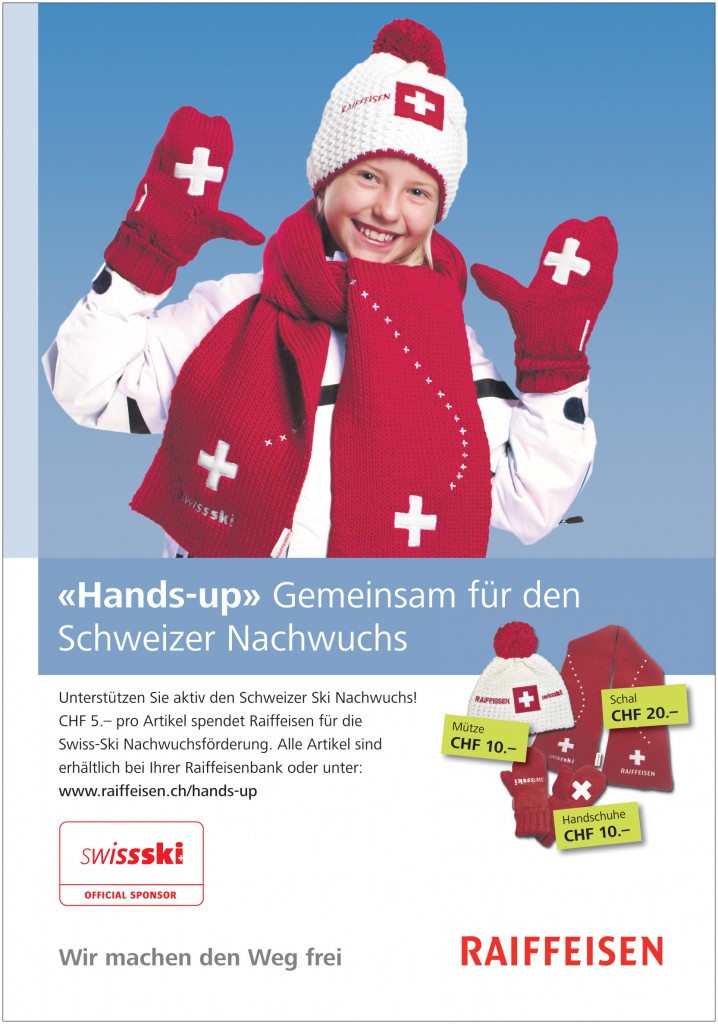 RAIFFEISEN
swissski
«Hands-up» Gemeinsam für den
Schweizer Nachwuchs
Unterstützen Sie aktiv den Schweizer Ski Nachwuchs!
CHF 5.– pro Artikel spendet Raiffeisen für die
Swiss-Ski Nachwuchsförderung. Alle Artikel sind
erhältlich bei Ihrer Raiffeisenbank oder unter:
www.raiffeisen.ch/hands-up
RAIFFEISEN
swissski
Mütze
CHF 10.–
Schal
CHF 20.–
RAIFFEISEN
swissski
Handschuhe
CHF 10.–
swissski
OFFICIAL SPONSOR
Wir machen den Weg frei
RAIFFEISEN